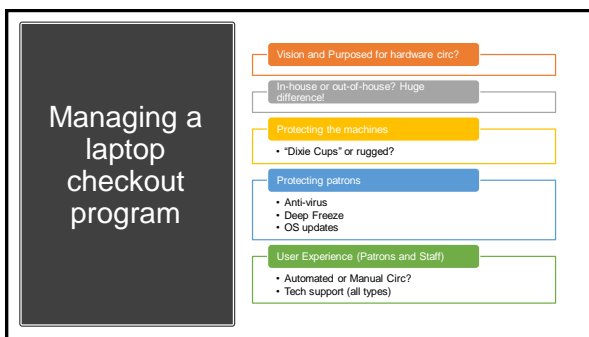 Managing a
laptop
checkout
program
Vision and Purposed for hardware circ?
In-house or out-of-house? Huge
difference!
Protecting the machines
• “Dixie Cups” or rugged?
Protecting patrons
• Anti-virus
• Deep Freeze
• OS updates
User Experience (Patrons and Staff)
• Automated or Manual Circ?
• Tech support (all types)